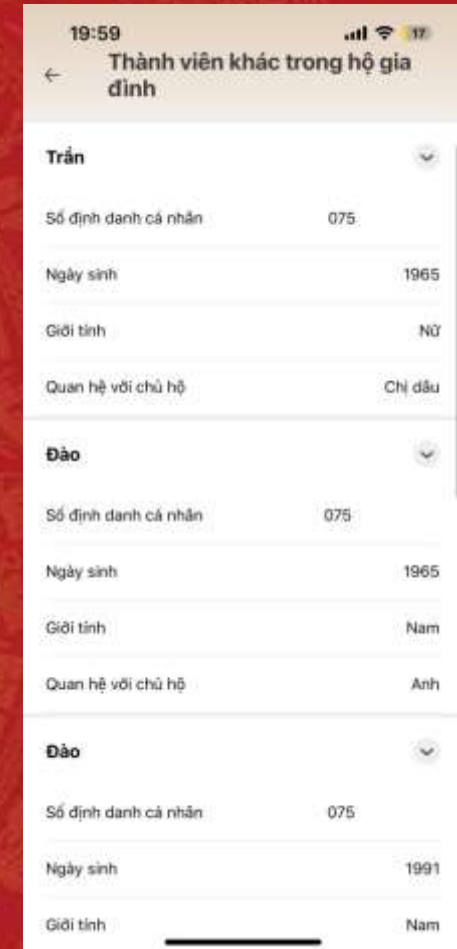 19:59
17
Thành viên khác trong hộ gia
đình
Trần
Số định danh cá nhân 075
Ngày sinh 1965
Giới tính Nữ
Quan hệ với chủ hộ Chị dâu
Đào
Số định danh cá nhân 075
Ngày sinh 1965
Giới tính Nam
Quan hệ với chủ hộ Anh
Đào
Số định danh cá nhân 075
Ngày sinh 1991
Giới tính Nam